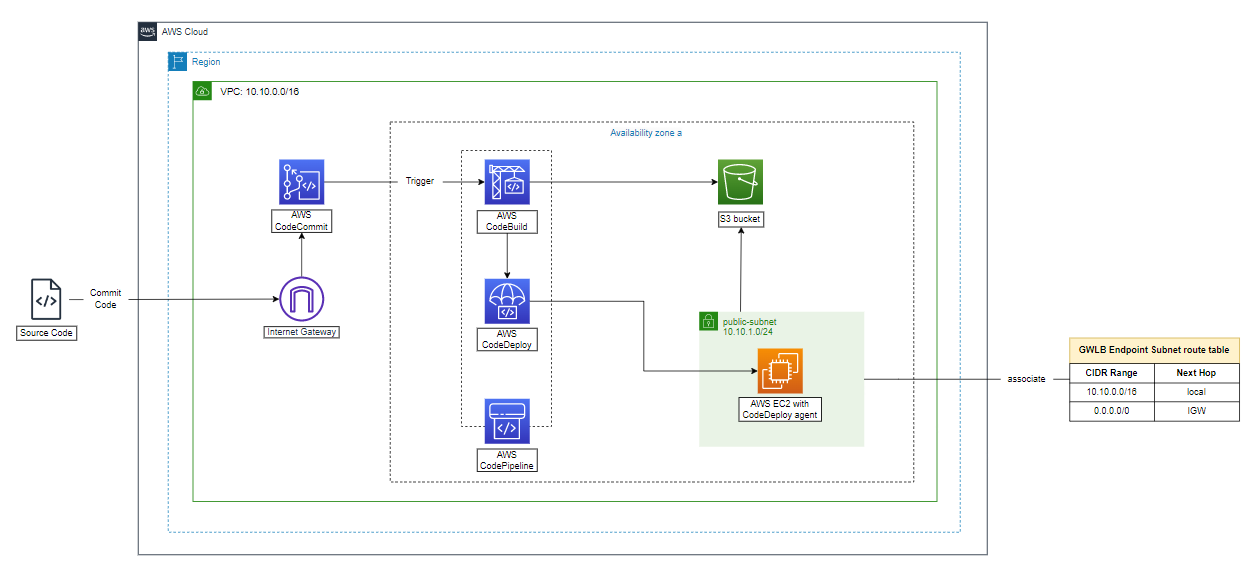 aws
AWS Cloud
Region
VPC: 10.10.0.0/16
Availability zone a
Trigger
AWS
CodeCommit
AWS
CodeBuild
S3 bucket
Commit
Code
Source Code
Internet Gateway
AWS
CodeDeploy
public-subnet
10.10.1.0/24
AWS EC2 with
CodeDeploy agent
AWS
CodePipeline
associate
GWLB Endpoint Subnet route table
CIDR Range Next Hop
10.10.0.0/16 local
0.0.0.0/0 IGW